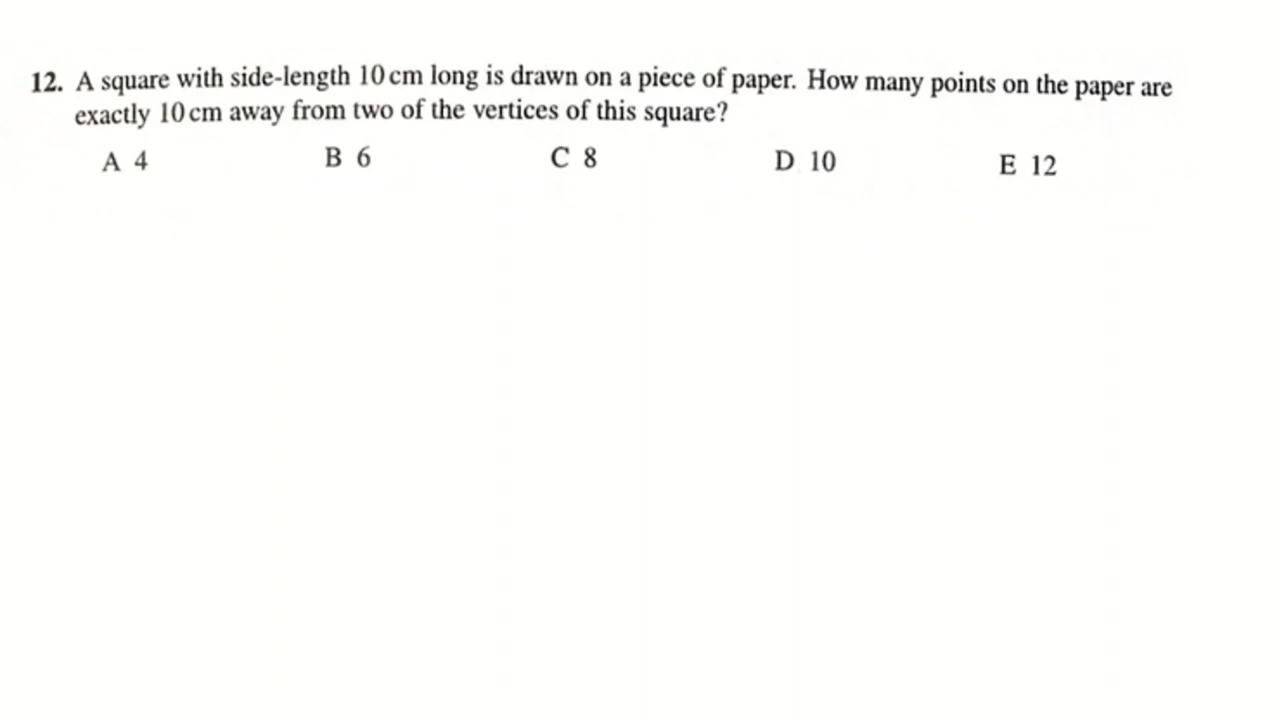 12. A square with side-length 10 cm long is drawn on a piece of paper. How many points on the paper are
exactly 10 cm away from two of the vertices of this square?
A 4 B 6 C 8 D 10 E 12